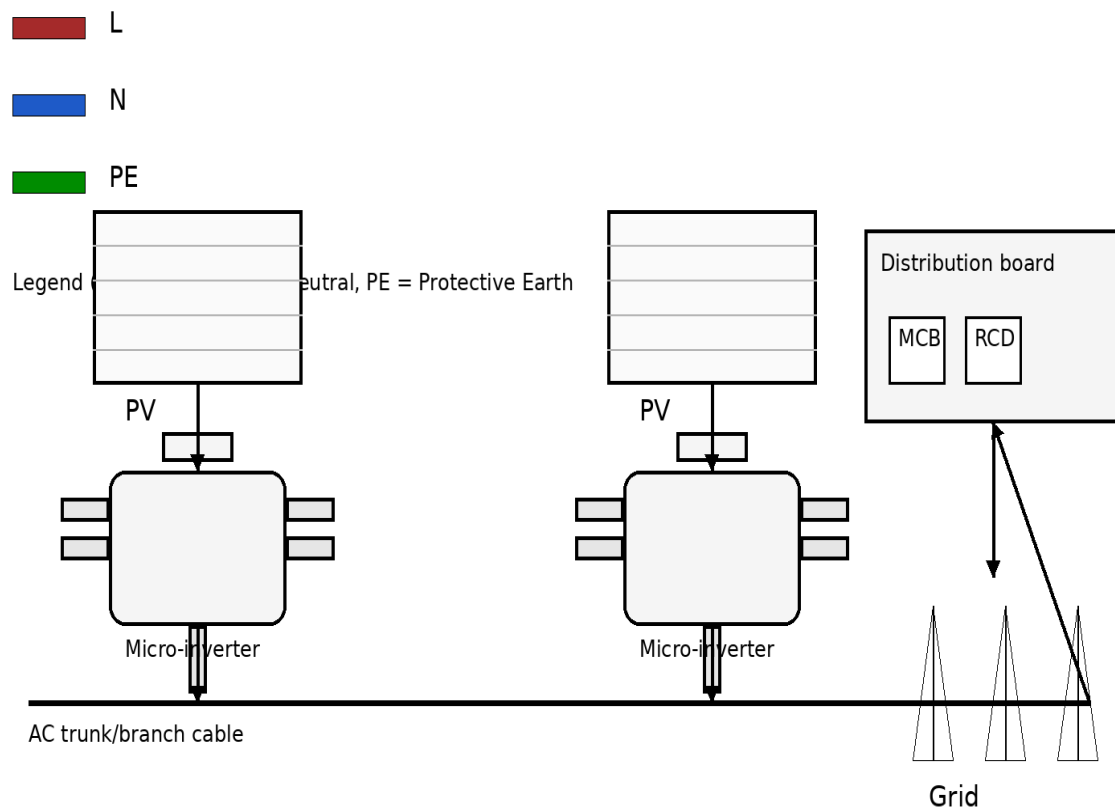 L
N
PE
Legend
eutral, PE = Protective Earth
Distribution board
MCB
RCD
PV
PV
Micro-inverter
Micro-inverter
AC trunk/branch cable
Grid